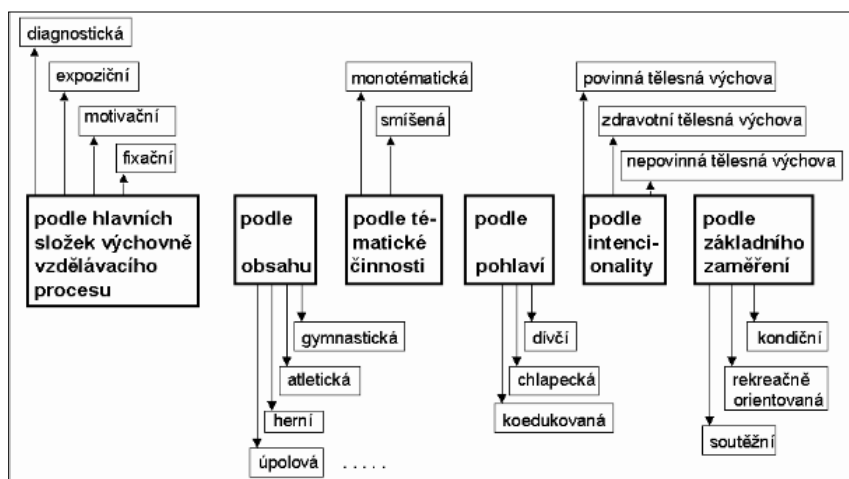 diagnostická
expoziční
motivační
fixační
monotématická
smíšená
povinná tělesná výchova
zdravotní tělesná výchova
nepovinná tělesná výchova
podle hlavních
složek výchovně
vzdělávacího
procesu
podle
obsahu
podle té-
matické
činnosti
podle
pohlaví
podle
intenci-
onality
podle
základního
zaměření
gymnastická
atletická
herní
úpolová
. . . . .
dívčí
chlapecká
koedukovaná
kondiční
rekreačně
orientovaná
soutěžní